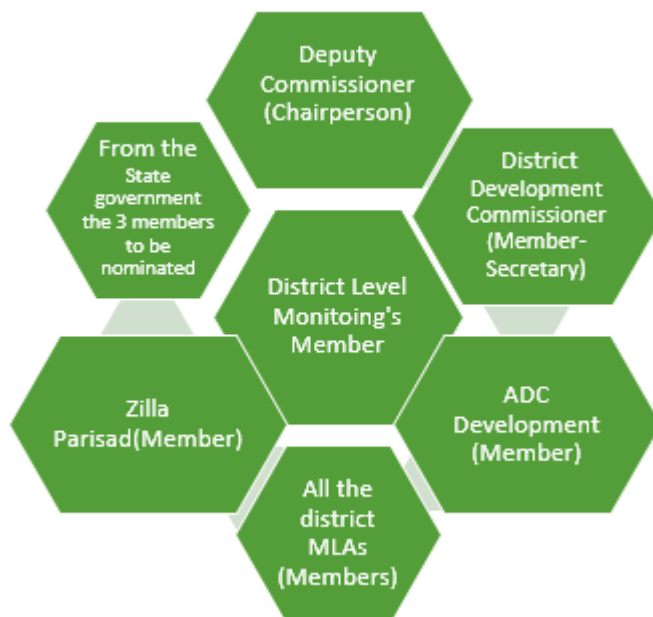 Deputy
Commissioner
(Chairperson)
District
Development
Commissioner
(Member-
Secretary)
ADC
Development
(Member)
All the
district
MLAs
(Members)
Zilla
Parisad(Member)
From the
State
government
the 3 members
to be
nominated
District Level
Monitoing's
Member